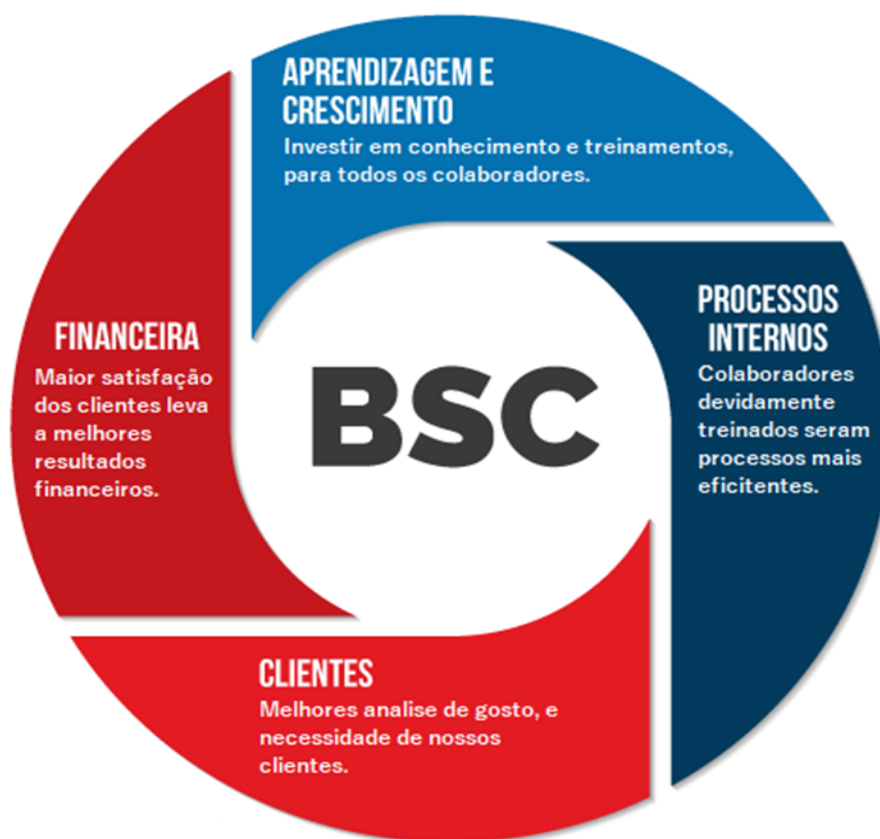 APRENDIZAGEM E
CRESCIMENTO
Investir em conhecimento e treinamentos,
para todos os colaboradores.
PROCESSOS
INTERNOS
Colaboradores
devidamente
treinados seram
processos mais
eficitentes.
CLIENTES
Melhores analise de gosto, e
necessidade de nossos
clientes.
FINANCEIRA
Maior satisfação
dos clientes leva
a melhores
resultados
financeiros.
BSC